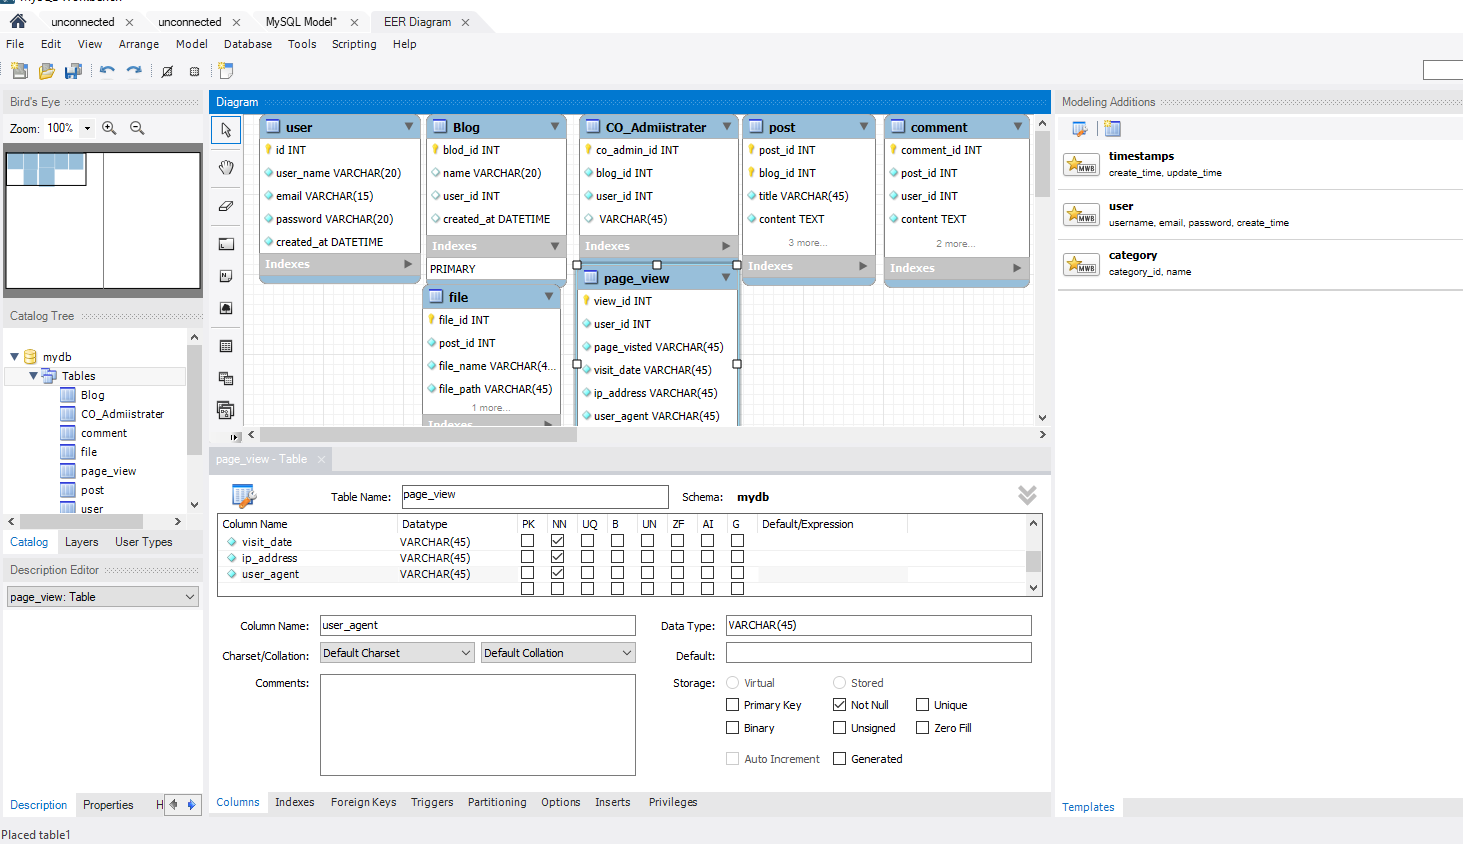 unconnected
unconnected
MySQL Model*
EER Diagram
File Edit View Arrange Model Database Tools Scripting Help
Bird's Eye
Zoom: 100%
Catalog Tree
mydb
Tables
Blog
CO_Admiistrater
comment
file
page_view
post
user
Catalog Layers User Types
Description Editor
page_view: Table
Description Properties H
Placed table1
Diagram
user
id INT
user_name VARCHAR(20)
email VARCHAR(15)
password VARCHAR(20)
created_at DATETIME
Indexes
Blog
blod_id INT
name VARCHAR(20)
user_id INT
created_at DATETIME
Indexes
PRIMARY
CO_Admiistrater
co_admin_id INT
blog_id INT
user_id INT
VARCHAR(45)
Indexes
post
post_id INT
blog_id INT
title VARCHAR(45)
content TEXT
3 more...
Indexes
comment
comment_id INT
post_id INT
user_id INT
content TEXT
2 more...
Indexes
file
file_id INT
post_id INT
file_name VARCHAR(4...
file_path VARCHAR(45)
1 more...
Indexes
page_view
view_id INT
user_id INT
page_visted VARCHAR(45)
visit_date VARCHAR(45)
ip_address VARCHAR(45)
user_agent VARCHAR(45)
page_view - Table
Table Name: page_view Schema: mydb
Column Name Datatype PK NN UQ B UN ZF AI G Default/Expression
visit_date VARCHAR(45)
ip_address VARCHAR(45)
user_agent VARCHAR(45)
Column Name: user_agent Data Type: VARCHAR(45)
Charset/Collation: Default Charset Default Collation Default:
Comments: Storage: Virtual Stored
Primary Key Not Null Unique
Binary Unsigned Zero Fill
Auto Increment Generated
Columns Indexes Foreign Keys Triggers Partitioning Options Inserts Privileges
Modeling Additions
MWB
timestamps
create_time, update_time
MWB
user
username, email, password, create_time
MWB
category
category_id, name
Templates